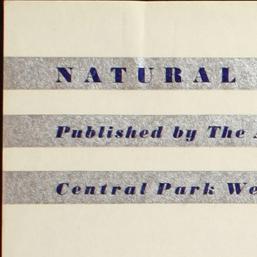 NATURAL
Published by The
Central Park We